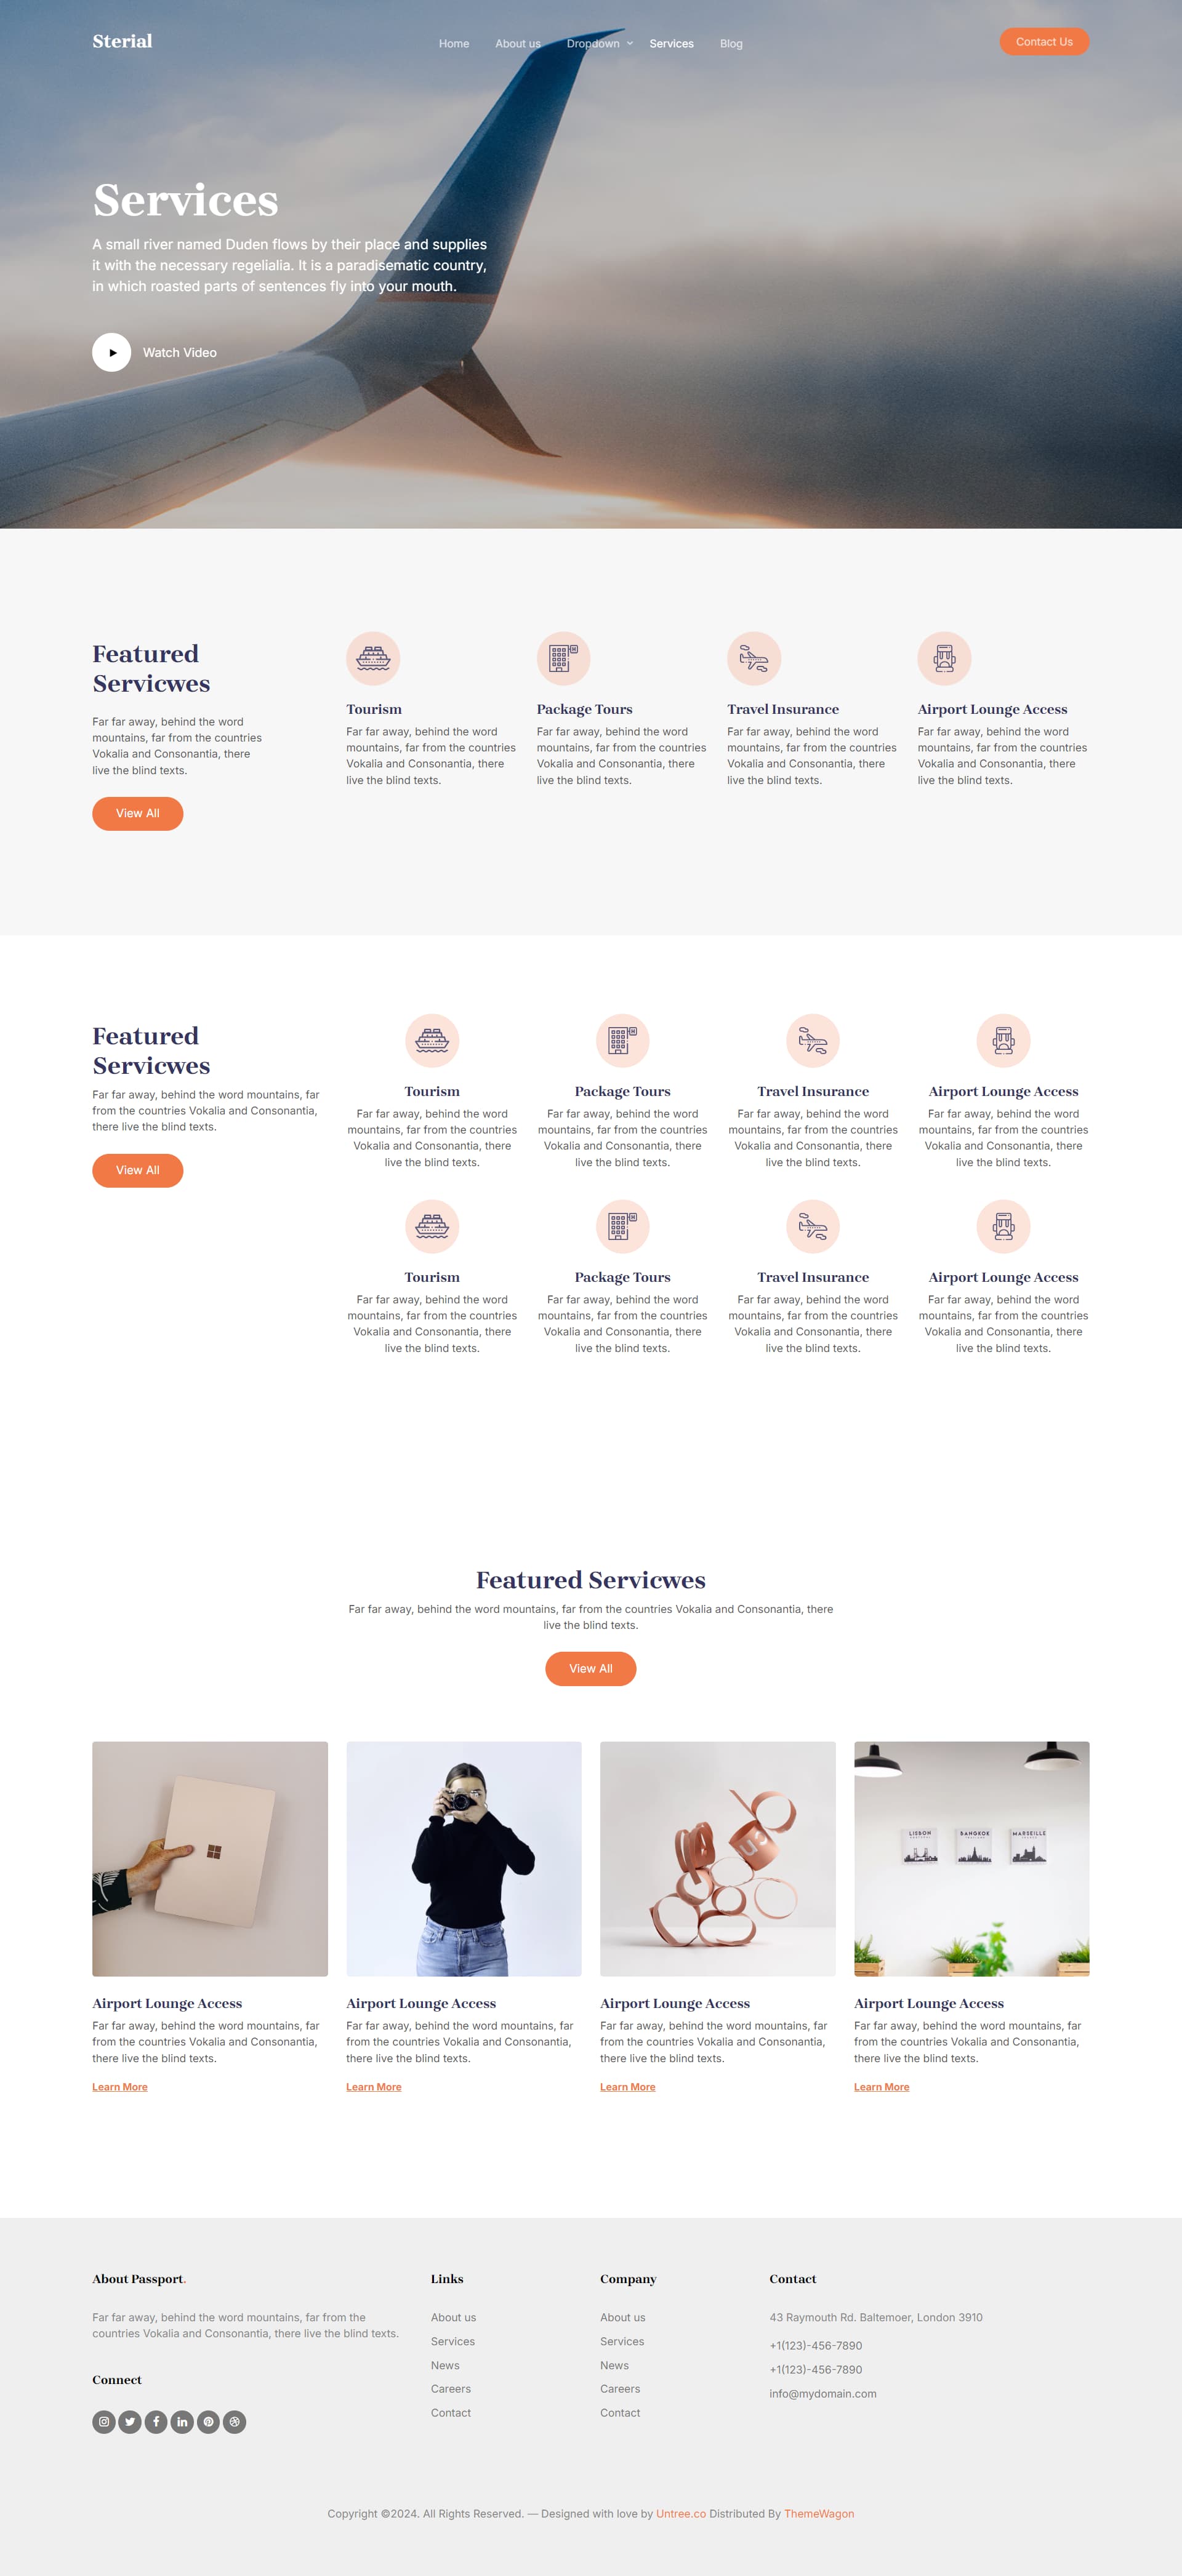 Sterial
Home
About us
Dropdown
Services
Blog
Contact Us
Services
A small river named Duden flows by their place and supplies
it with the necessary regelialia. It is a paradisematic country,
in which roasted parts of sentences fly into your mouth.
Watch Video
Featured
Servicwes
Far far away, behind the word
mountains, far from the countries
Vokalia and Consonantia, there
live the blind texts.
View All
Tourism
Far far away, behind the word
mountains, far from the countries
Vokalia and Consonantia, there
live the blind texts.
Package Tours
Far far away, behind the word
mountains, far from the countries
Vokalia and Consonantia, there
live the blind texts.
Travel Insurance
Far far away, behind the word
mountains, far from the countries
Vokalia and Consonantia, there
live the blind texts.
Airport Lounge Access
Far far away, behind the word
mountains, far from the countries
Vokalia and Consonantia, there
live the blind texts.
Featured
Servicwes
Far far away, behind the word mountains, far
from the countries Vokalia and Consonantia,
there live the blind texts.
View All
Tourism
Far far away, behind the word
mountains, far from the countries
Vokalia and Consonantia, there
live the blind texts.
Package Tours
Far far away, behind the word
mountains, far from the countries
Vokalia and Consonantia, there
live the blind texts.
Travel Insurance
Far far away, behind the word
mountains, far from the countries
Vokalia and Consonantia, there
live the blind texts.
Airport Lounge Access
Far far away, behind the word
mountains, far from the countries
Vokalia and Consonantia, there
live the blind texts.
Tourism
Far far away, behind the word
mountains, far from the countries
Vokalia and Consonantia, there
live the blind texts.
Package Tours
Far far away, behind the word
mountains, far from the countries
Vokalia and Consonantia, there
live the blind texts.
Travel Insurance
Far far away, behind the word
mountains, far from the countries
Vokalia and Consonantia, there
live the blind texts.
Airport Lounge Access
Far far away, behind the word
mountains, far from the countries
Vokalia and Consonantia, there
live the blind texts.
Featured Servicwes
Far far away, behind the word mountains, far from the countries Vokalia and Consonantia, there
live the blind texts.
View All
LISBON
BANGKOK
MARSEILLE
Airport Lounge Access
Far far away, behind the word mountains, far
from the countries Vokalia and Consonantia,
there live the blind texts.
Learn More
Airport Lounge Access
Far far away, behind the word mountains, far
from the countries Vokalia and Consonantia,
there live the blind texts.
Learn More
Airport Lounge Access
Far far away, behind the word mountains, far
from the countries Vokalia and Consonantia,
there live the blind texts.
Learn More
Airport Lounge Access
Far far away, behind the word mountains, far
from the countries Vokalia and Consonantia,
there live the blind texts.
Learn More
About Passport.
Far far away, behind the word mountains, far from the
countries Vokalia and Consonantia, there live the blind texts.
Connect
Links
About us
Services
News
Careers
Contact
Company
About us
Services
News
Careers
Contact
Contact
43 Raymouth Rd. Baltemoer, London 3910
+1(123)-456-7890
+1(123)-456-7890
info@mydomain.com
Copyright ©2024. All Rights Reserved. — Designed with love by Untree.co Distributed By ThemeWagon